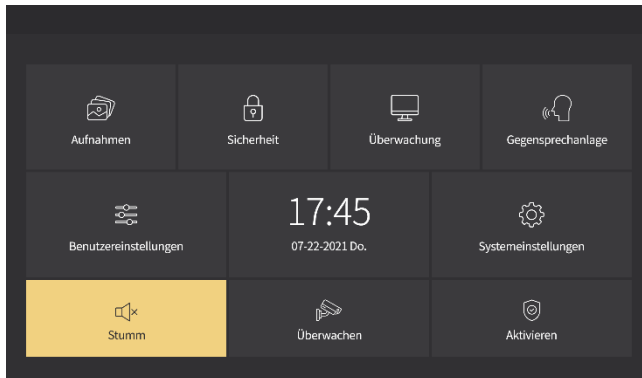 Aufnahmen
Sicherheit
Überwachung
Gegensprechanlage
Benutzereinstellungen
17:45
07-22-2021 Do.
Systemeinstellungen
Stumm
Überwachen
Aktivieren